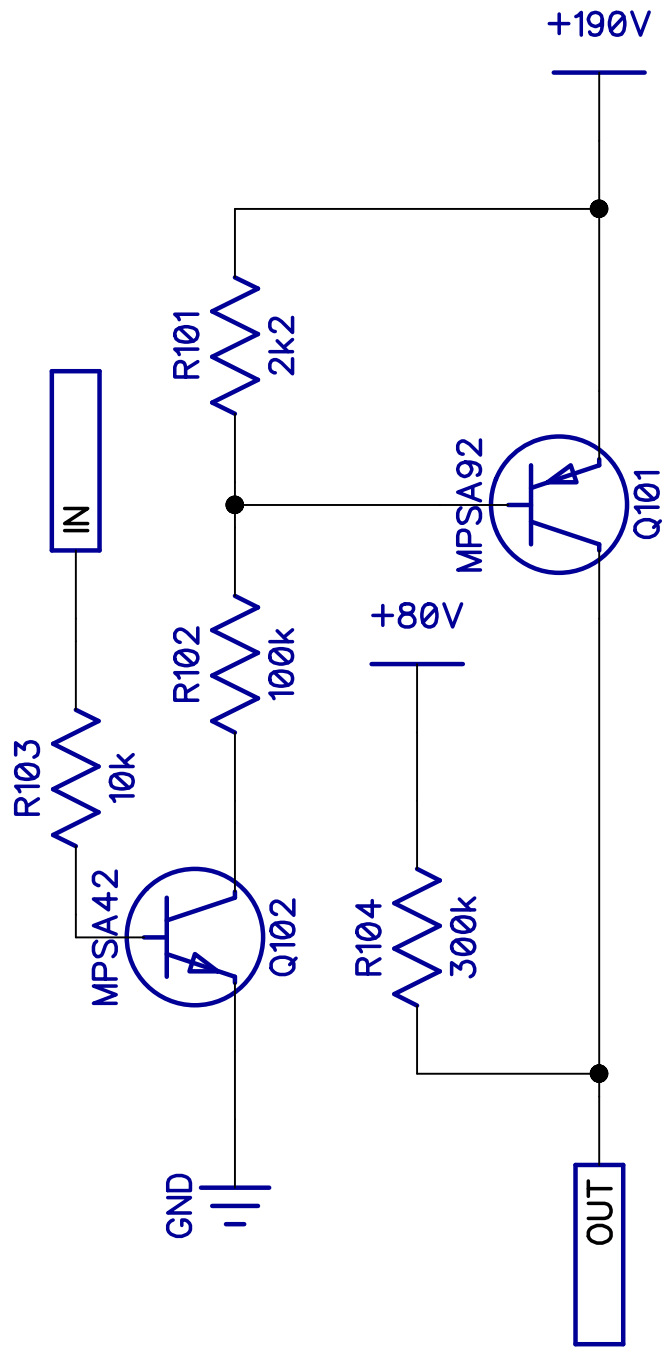 +190V
R101
2k2
IN
MPSA92
Q101
+80V
R102
100k
R103
10k
MPSA42
Q102
R104
300k
GND
OUT